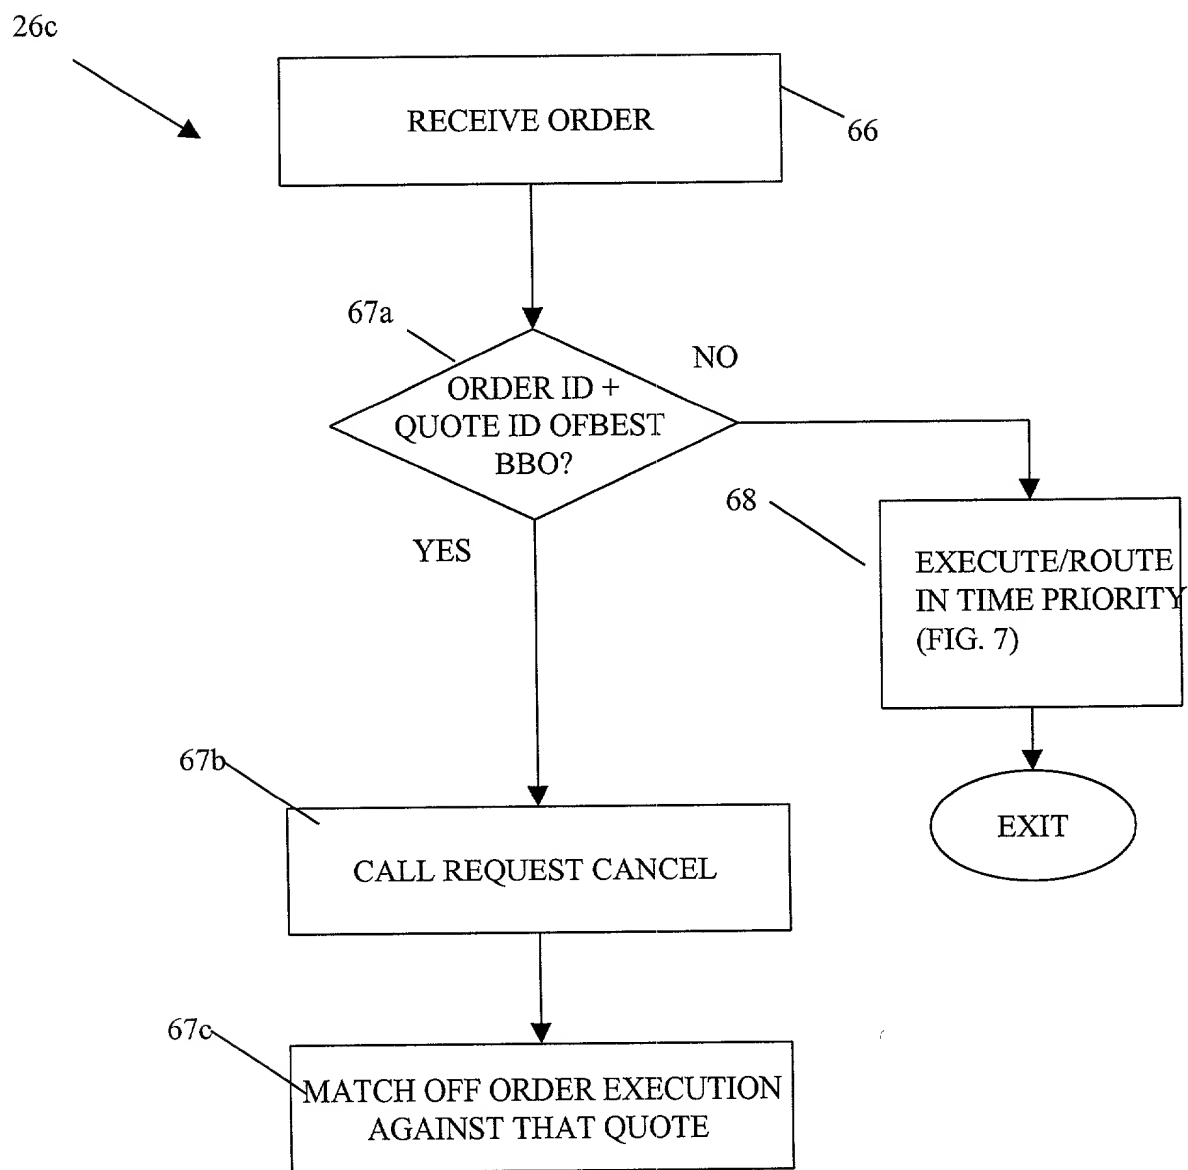 26c
RECEIVE ORDER
66
67a
NO
ORDER ID +
QUOTE ID OFBEST
BBO?
68
YES
EXECUTE/ROUTE
IN TIME PRIORITY
(FIG. 7)
67b
EXIT
CALL REQUEST CANCEL
67c
MATCH OFF ORDER EXECUTION
AGAINST THAT QUOTE